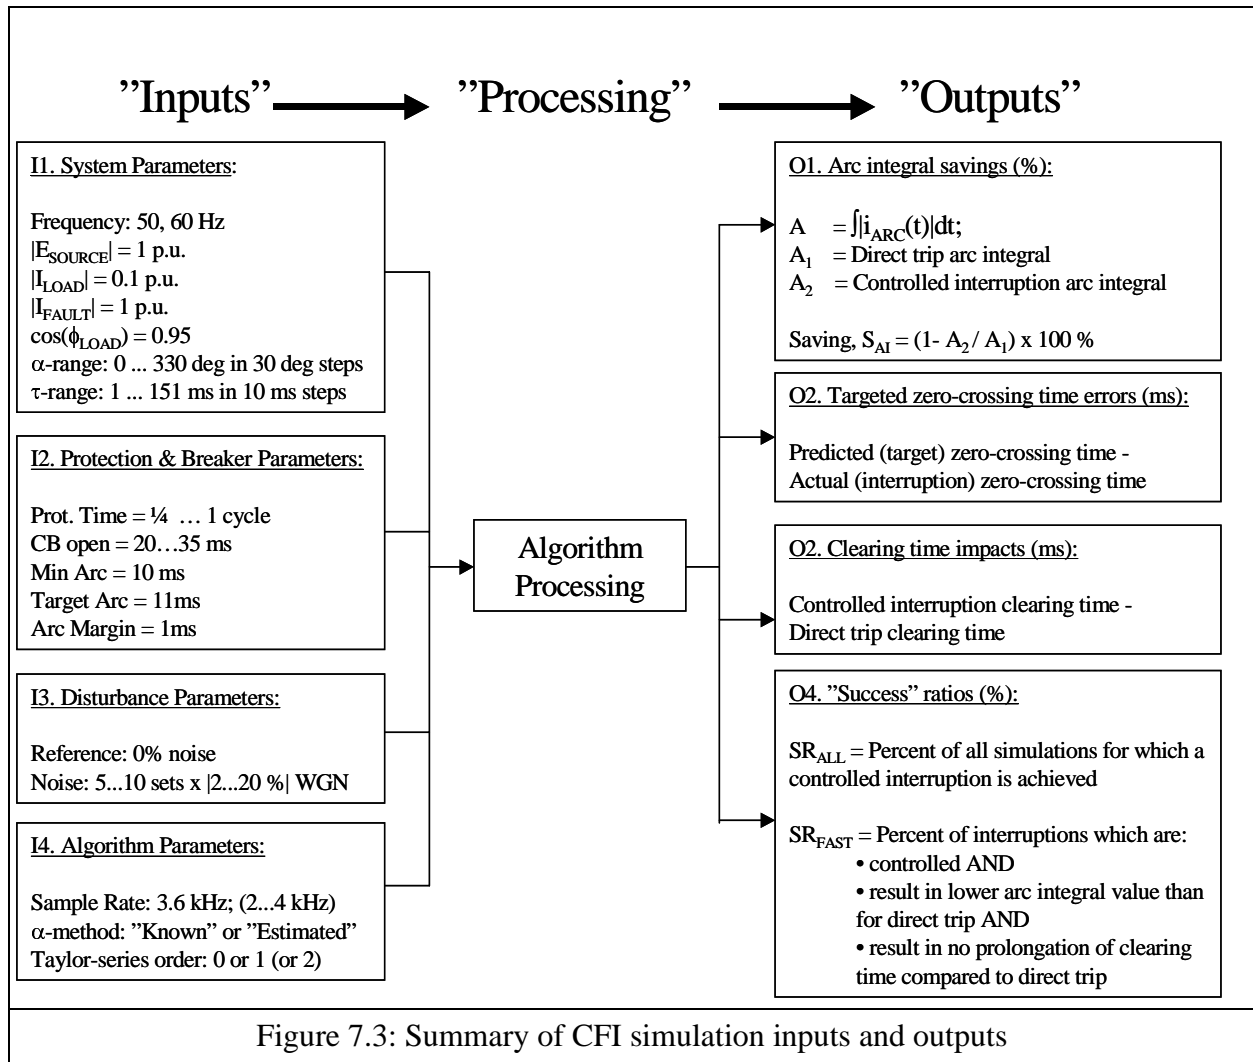 ”Inputs” ”Processing” ”Outputs”
I1. System Parameters:
Frequency: 50, 60 Hz
|E_SOURCE| = 1 p.u.
|I_LOAD| = 0.1 p.u.
|I_FAULT| = 1 p.u.
cos(ϕ_LOAD) = 0.95
α-range: 0 ... 330 deg in 30 deg steps
τ-range: 1 ... 151 ms in 10 ms steps
I2. Protection & Breaker Parameters:
Prot. Time = ¼ … 1 cycle
CB open = 20…35 ms
Min Arc = 10 ms
Target Arc = 11ms
Arc Margin = 1ms
I3. Disturbance Parameters:
Reference: 0% noise
Noise: 5...10 sets x |2...20 %| WGN
I4. Algorithm Parameters:
Sample Rate: 3.6 kHz; (2...4 kHz)
α-method: ”Known” or ”Estimated”
Taylor-series order: 0 or 1 (or 2)
Algorithm
Processing
O1. Arc integral savings (%):
A = ∫|i_ARC(t)|dt;
A_1 = Direct trip arc integral
A_2 = Controlled interruption arc integral
Saving, S_AI = (1- A_2 / A_1) x 100 %
O2. Targeted zero-crossing time errors (ms):
Predicted (target) zero-crossing time -
Actual (interruption) zero-crossing time
O2. Clearing time impacts (ms):
Controlled interruption clearing time -
Direct trip clearing time
O4. ”Success” ratios (%):
SR_ALL = Percent of all simulations for which a
controlled interruption is achieved
SR_FAST = Percent of interruptions which are:
• controlled AND
• result in lower arc integral value than
for direct trip AND
• result in no prolongation of clearing
time compared to direct trip
Figure 7.3: Summary of CFI simulation inputs and outputs